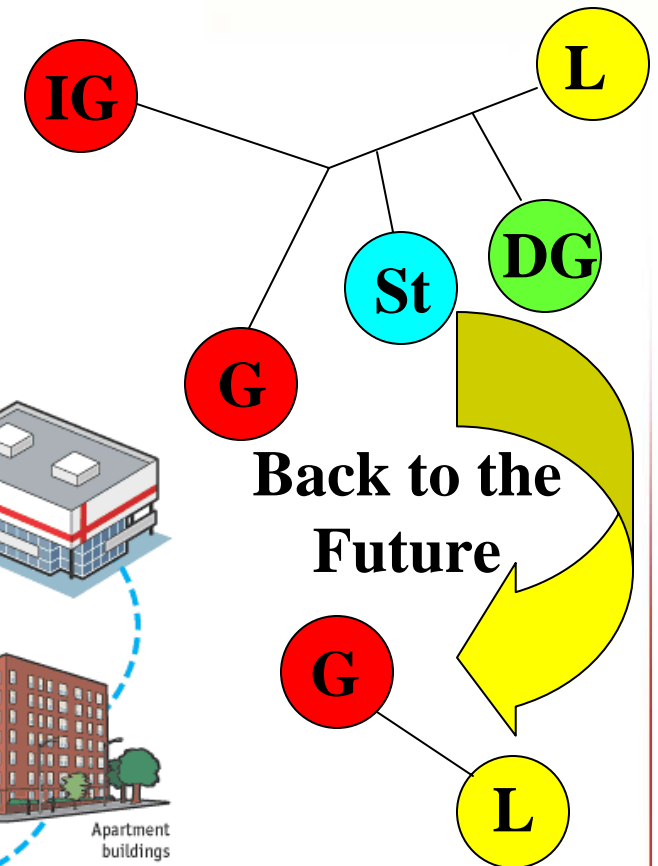 L
IG
DG
St
G
Back to the
Future
G
L
Apartment
buildings